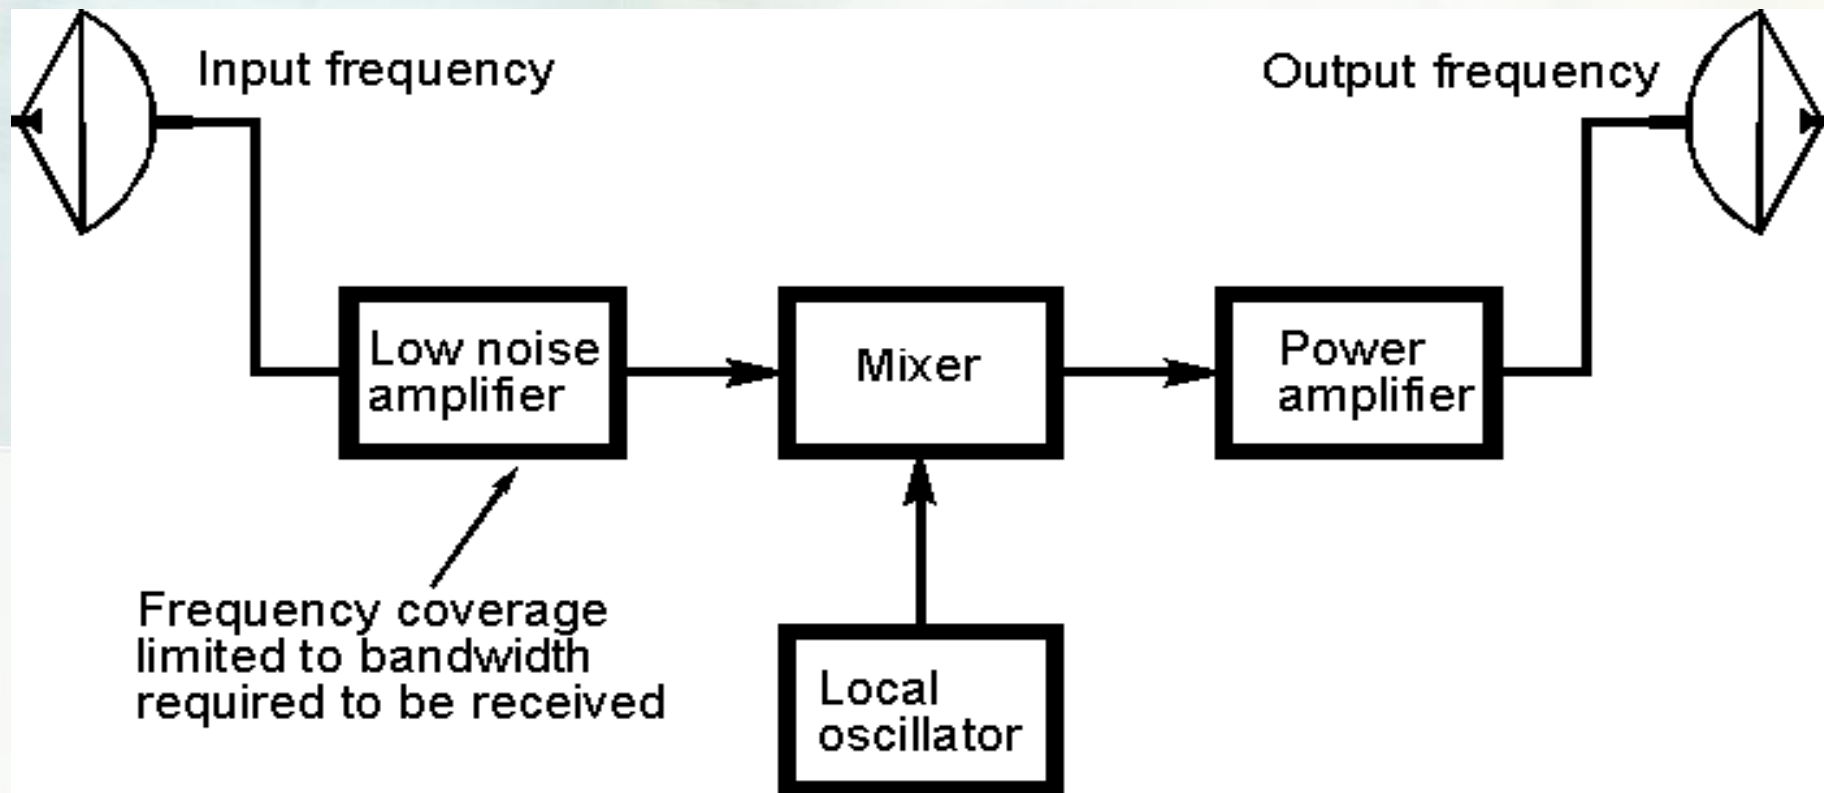 Input frequency
Output frequency
Low noise
amplifier
Mixer
Power
amplifier
Frequency coverage
limited to bandwidth
required to be received
Local
oscillator